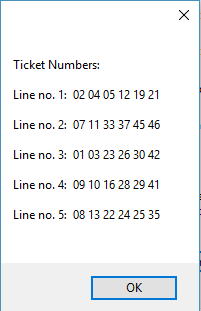 Ticket Numbers:
Line no. 1: 02 04 05 12 19 21
Line no. 2: 07 11 33 37 45 46
Line no. 3: 01 03 23 26 30 42
Line no. 4: 09 10 16 28 29 41
Line no. 5: 08 13 22 24 25 35
OK